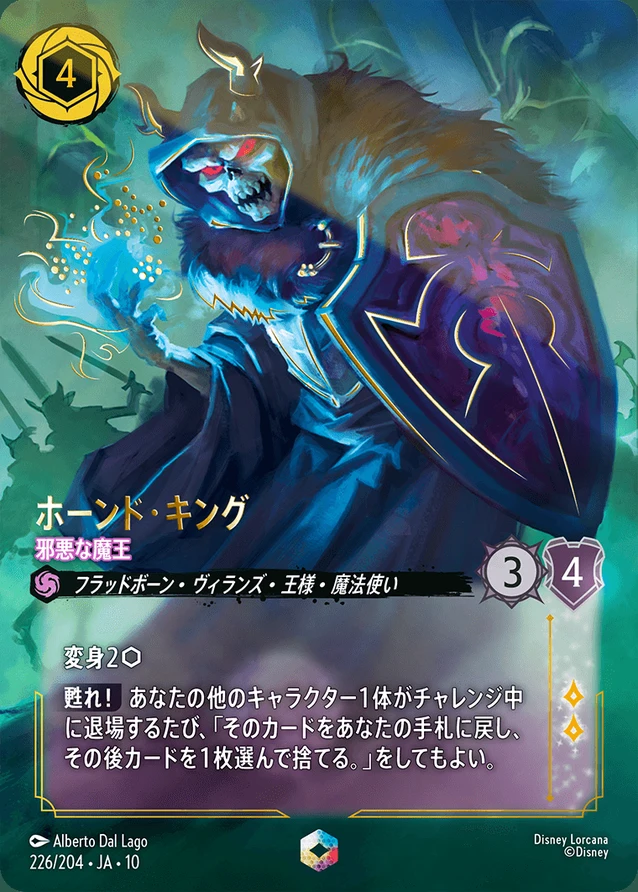 4
ホーンド・キング
邪悪な魔王
フラッドボーン・ヴィランズ・王様・魔法使い
3 4
変身2⬡
甦れ! あなたの他のキャラクター1体がチャレンジ中
に退場するたび、「そのカードをあなたの手札に戻し、
その後カードを1枚選んで捨てる。」をしてもよい。
Alberto Dal Lago
226/204・JA・10
Disney Lorcana
©Disney